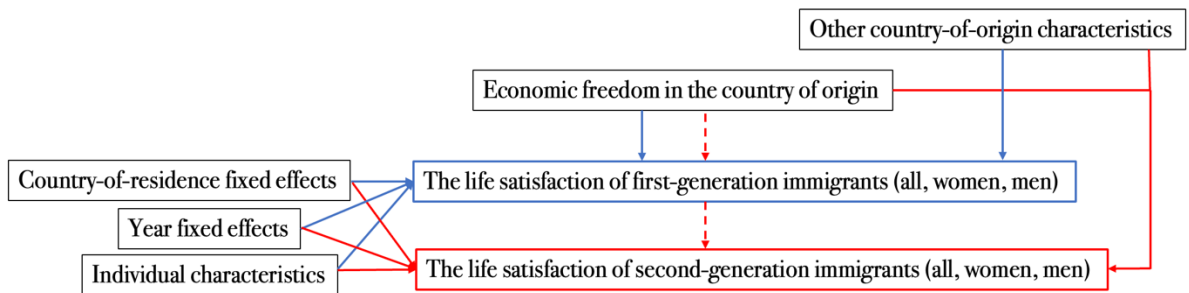 Other country-of-origin characteristics
Economic freedom in the country of origin
Country-of-residence fixed effects
The life satisfaction of first-generation immigrants (all, women, men)
Year fixed effects
Individual characteristics
The life satisfaction of second-generation immigrants (all, women, men)